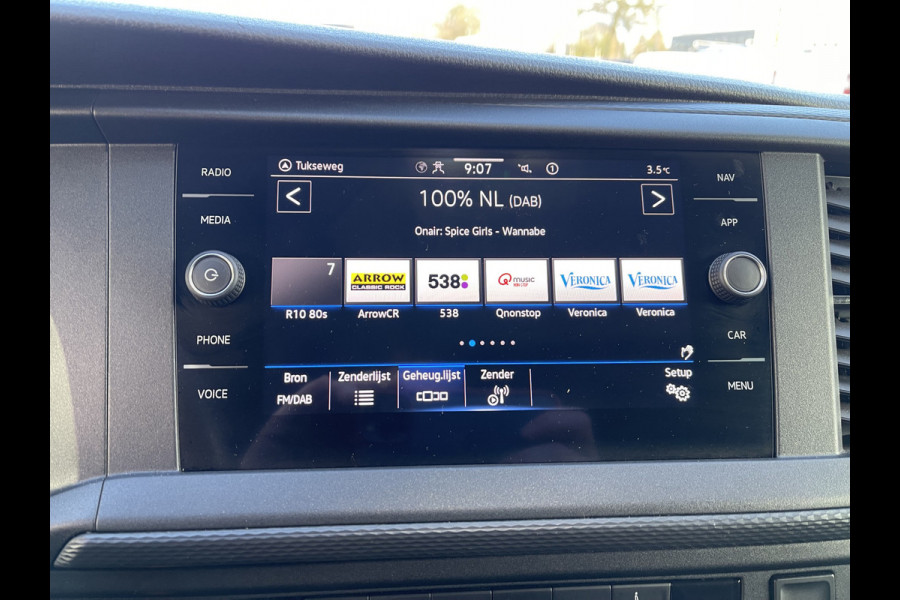 RADIO
MEDIA
PHONE
VOICE
Tukseweg 9:07 1 3.5°C
100% NL (DAB)
Onair: Spice Girls - Wannabe
7
ARROW
CLASSIC ROCK
538
music
VERONICA
VERONICA
R10 80s ArrowCR 538 Qnonstop Veronica Veronica
Bron Zenderlijst Geheug.lijst Zender Setup
FM/DAB
NAV
APP
CAR
MENU